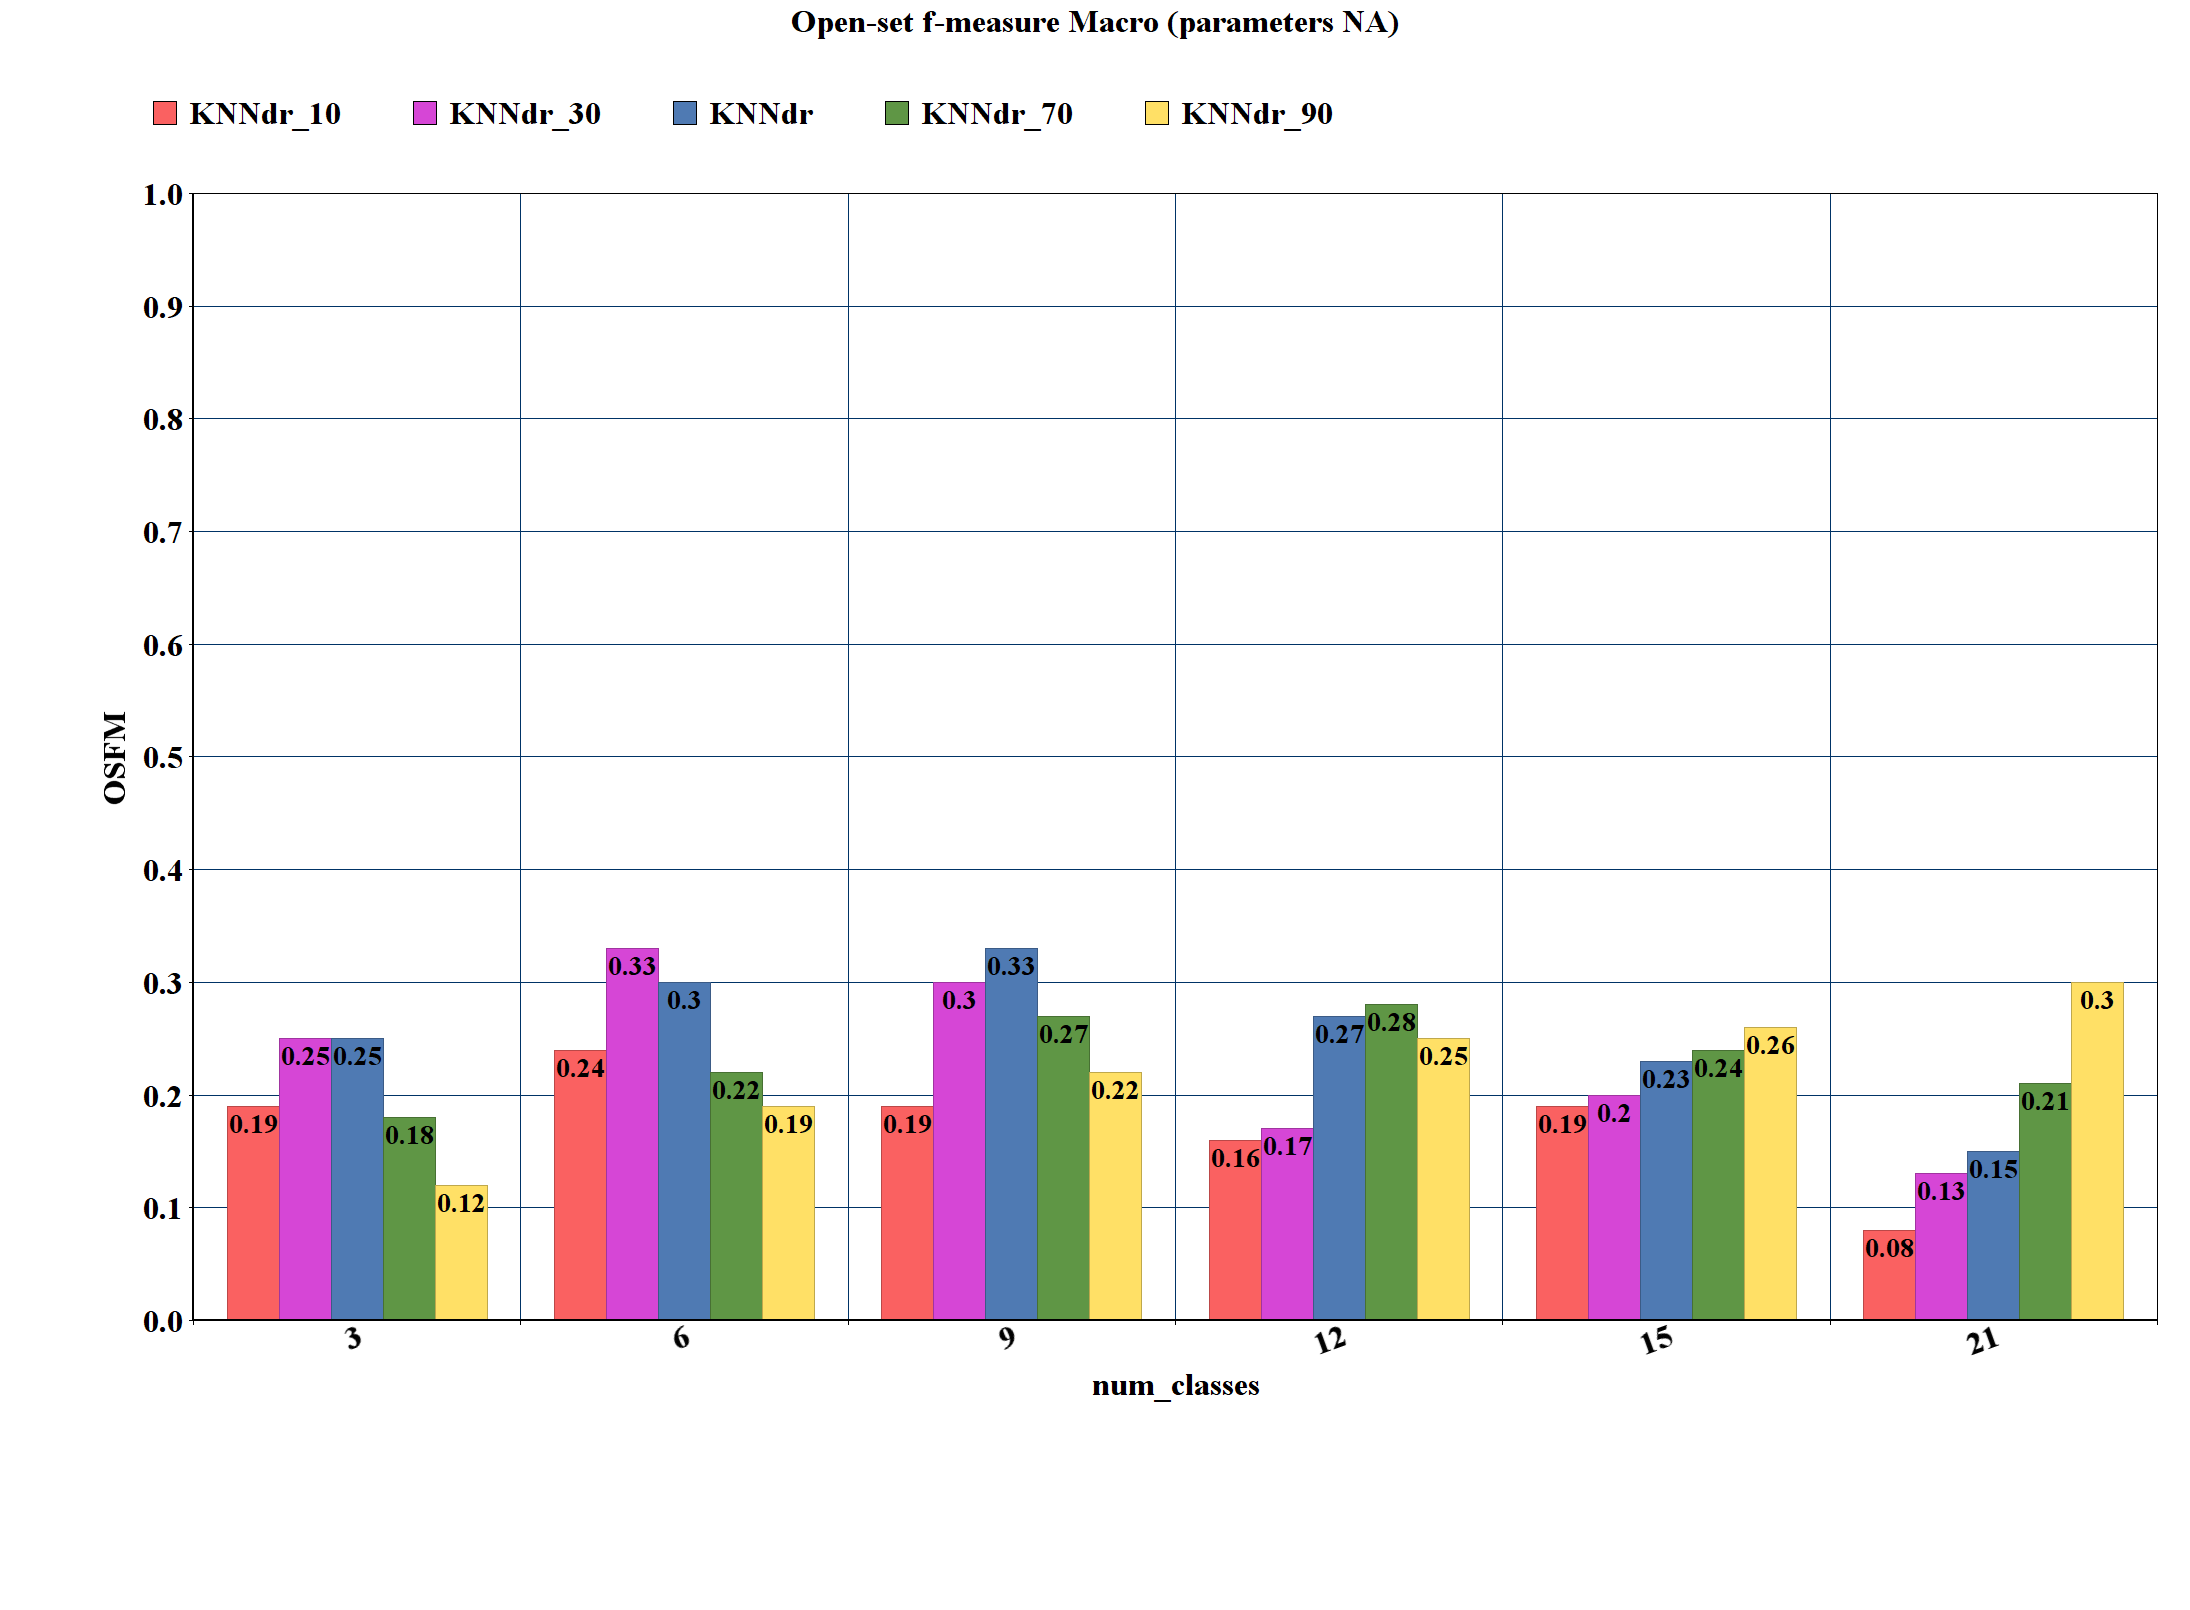 Open-set f-measure Macro (parameters NA)
KNNdr_10 KNNdr_30 KNNdr KNNdr_70 KNNdr_90
1.0
0.9
0.8
0.7
0.6
0.5
0.4
0.3
0.2
0.1
0.0
OSFM
0.19 0.25 0.25 0.18 0.12
0.24 0.33 0.3 0.22 0.19
0.19 0.3 0.33 0.27 0.22
0.16 0.17 0.27 0.28 0.25
0.19 0.2 0.23 0.24 0.26
0.08 0.13 0.15 0.21 0.3
3 6 9 12 15 21
num_classes